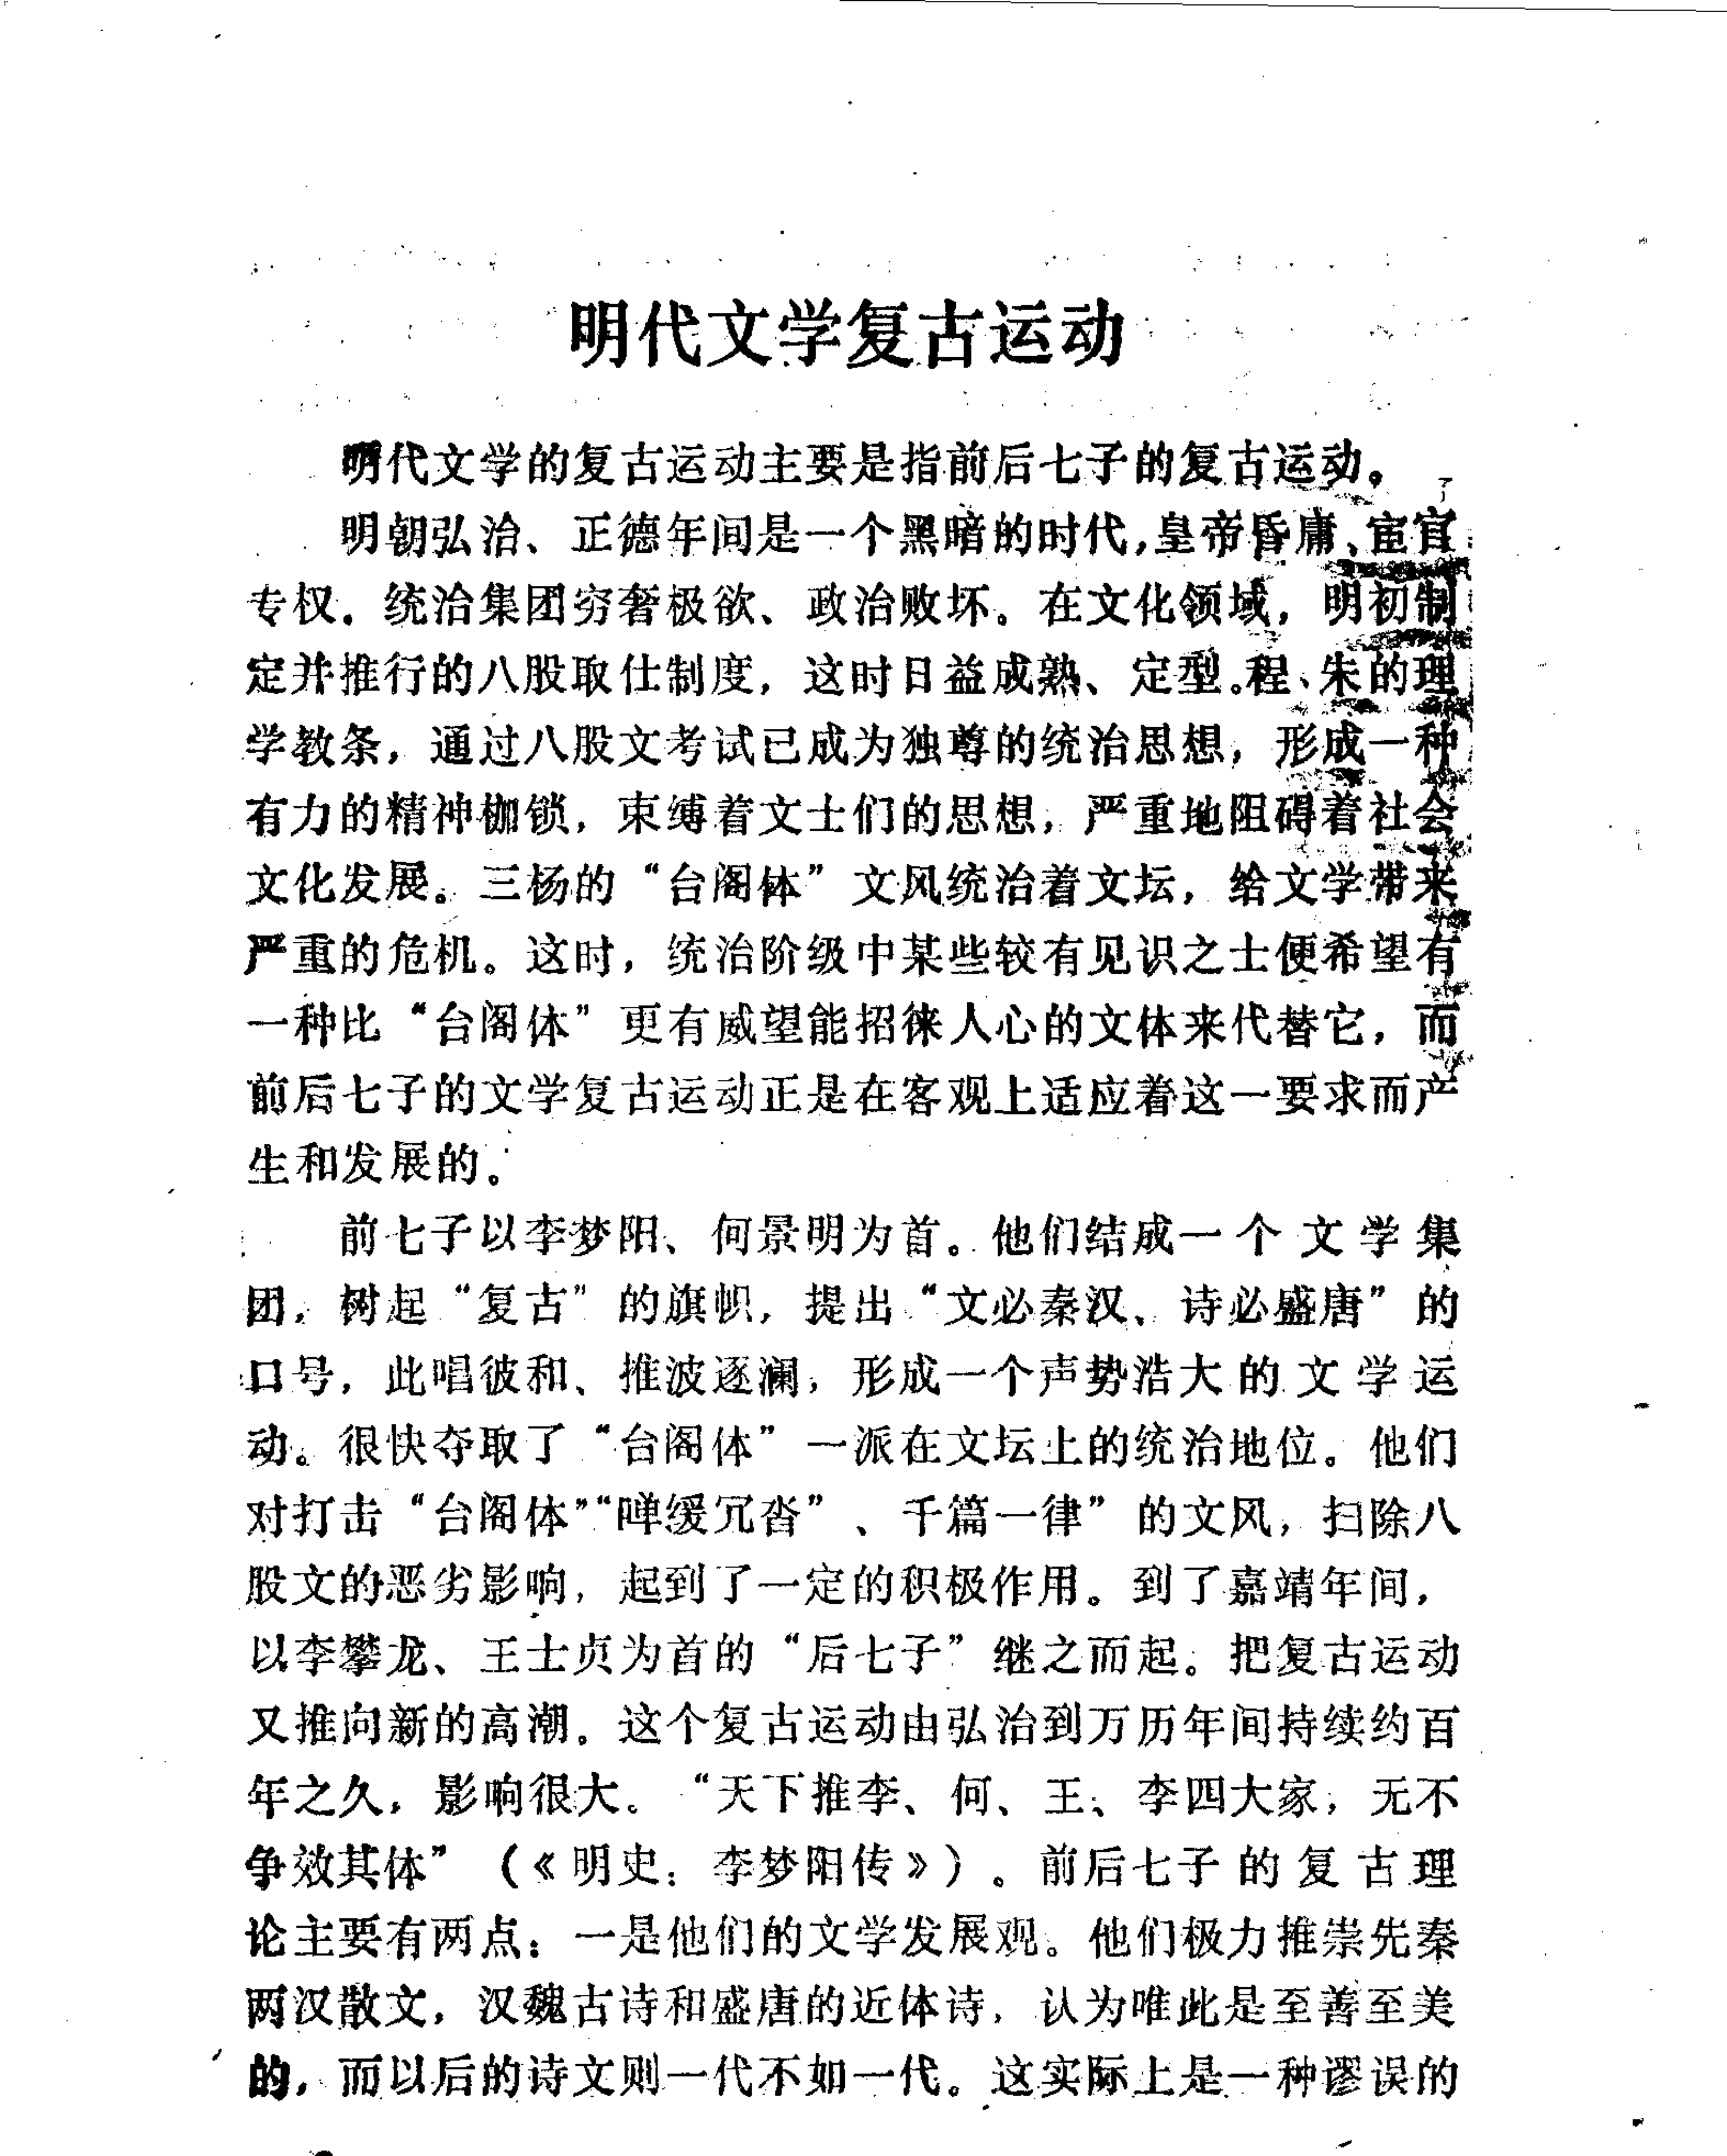 明代文学复古运动
明代文学的复古运动主要是指前后七子的复古运动。
明朝弘治、正德年间是一个黑暗的时代，皇帝昏庸、宦官
专权．统治集团穷奢极欲、政治败坏。在文化领域，明初制
定并推行的八股取仕制度，这时日益成熟、定型。程、朱的理
学教条，通过八股文考试已成为独尊的统治思想，形成一种
有力的精神枷锁，束缚着文士们的思想，严重地阻碍着社会
文化发展。三杨的“台阁体”文风统治着文坛，给文学带来
严重的危机。这时，统治阶级中某些较有见识之士便希望有
一种比“台阁体”更有威望能招徕人心的文体来代替它，而
前后七子的文学复古运动正是在客观上适应着这一要求而产
生和发展的。
前七子以李梦阳、何景明为首。他们结成一个文学集
团，树起“复古”的旗帜，提出“文必秦汉、诗必盛唐”的
口号，此唱彼和、推波逐澜，形成一个声势浩大的文学运
动。很快夺取了“台阁体”一派在文坛上的统治地位。他们
对打击“台阁体”“啴缓冗沓”、千篇一律”的文风，扫除八
股文的恶劣影响，起到了一定的积极作用。到了嘉靖年间，
以李攀龙、王士贞为首的“后七子”继之而起。把复古运动
又推向新的高潮。这个复古运动由弘治到万历年间持续约百
年之久，影响很大。“天下推李、何、王、李四大家，无不
争效其体”（《明史：李梦阳传》）。前后七子的复古理
论主要有两点：一是他们的文学发展观。他们极力推崇先秦
两汉散文，汉魏古诗和盛唐的近体诗，认为唯此是至善至美
的，而以后的诗文则一代不如一代。这实际上是一种谬误的